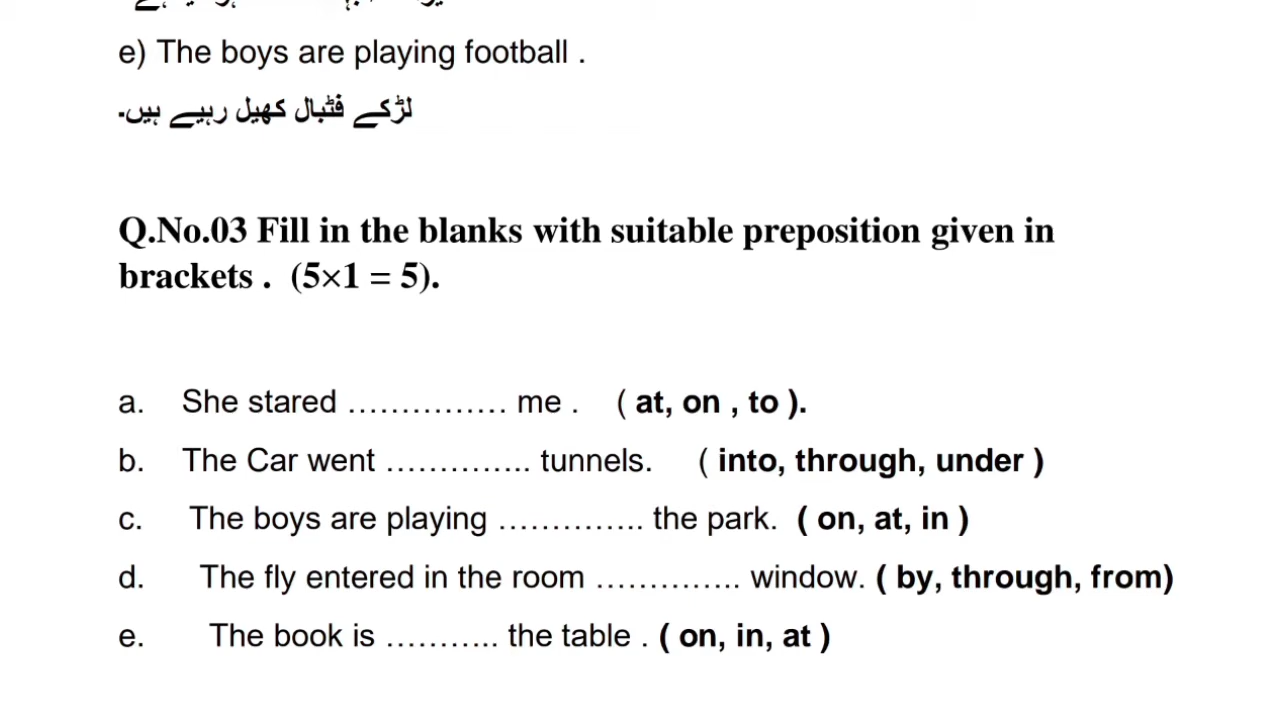 e) The boys are playing football .
لڑکے فٹبال کھیل رہیے ہیں۔
Q.No.03 Fill in the blanks with suitable preposition given in
brackets . (5×1 = 5).
a. She stared …………… me . ( at, on , to ).
b. The Car went ………….. tunnels. ( into, through, under )
c. The boys are playing ………….. the park. ( on, at, in )
d. The fly entered in the room ………….. window. ( by, through, from)
e. The book is ……….. the table . ( on, in, at )